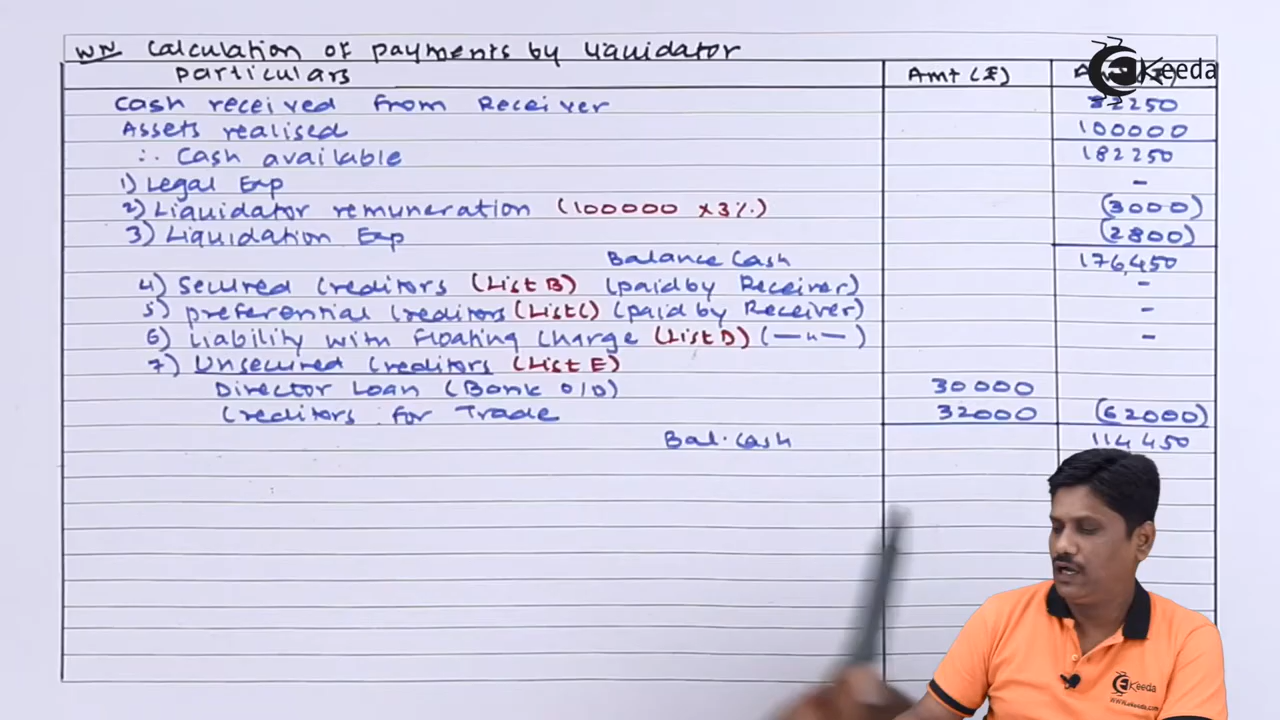 WN Calculation of payments by Liquidator
Particulars Amt (₹)
Keeda
Cash received from Receiver 82250
Assets realised 100000
∴ Cash available 182250
1) Legal Exp -
2) Liquidator remuneration (100000 x 3%.) (3000)
3) Liquidation Exp (2800)
Balance Cash 176,450
4) Secured Creditors (List B) (paid by Receiver) -
5) preferential Creditors (List C) (paid by Receiver) -
6) Liability with Floating Charge (List D) (—"—) -
7) Unsecured Creditors (List E)
Director Loan (Bank O/D) 30000
Creditors for Trade 32000 (62000)
Bal. Cash 114450
Keeda
www.ekeeda.com